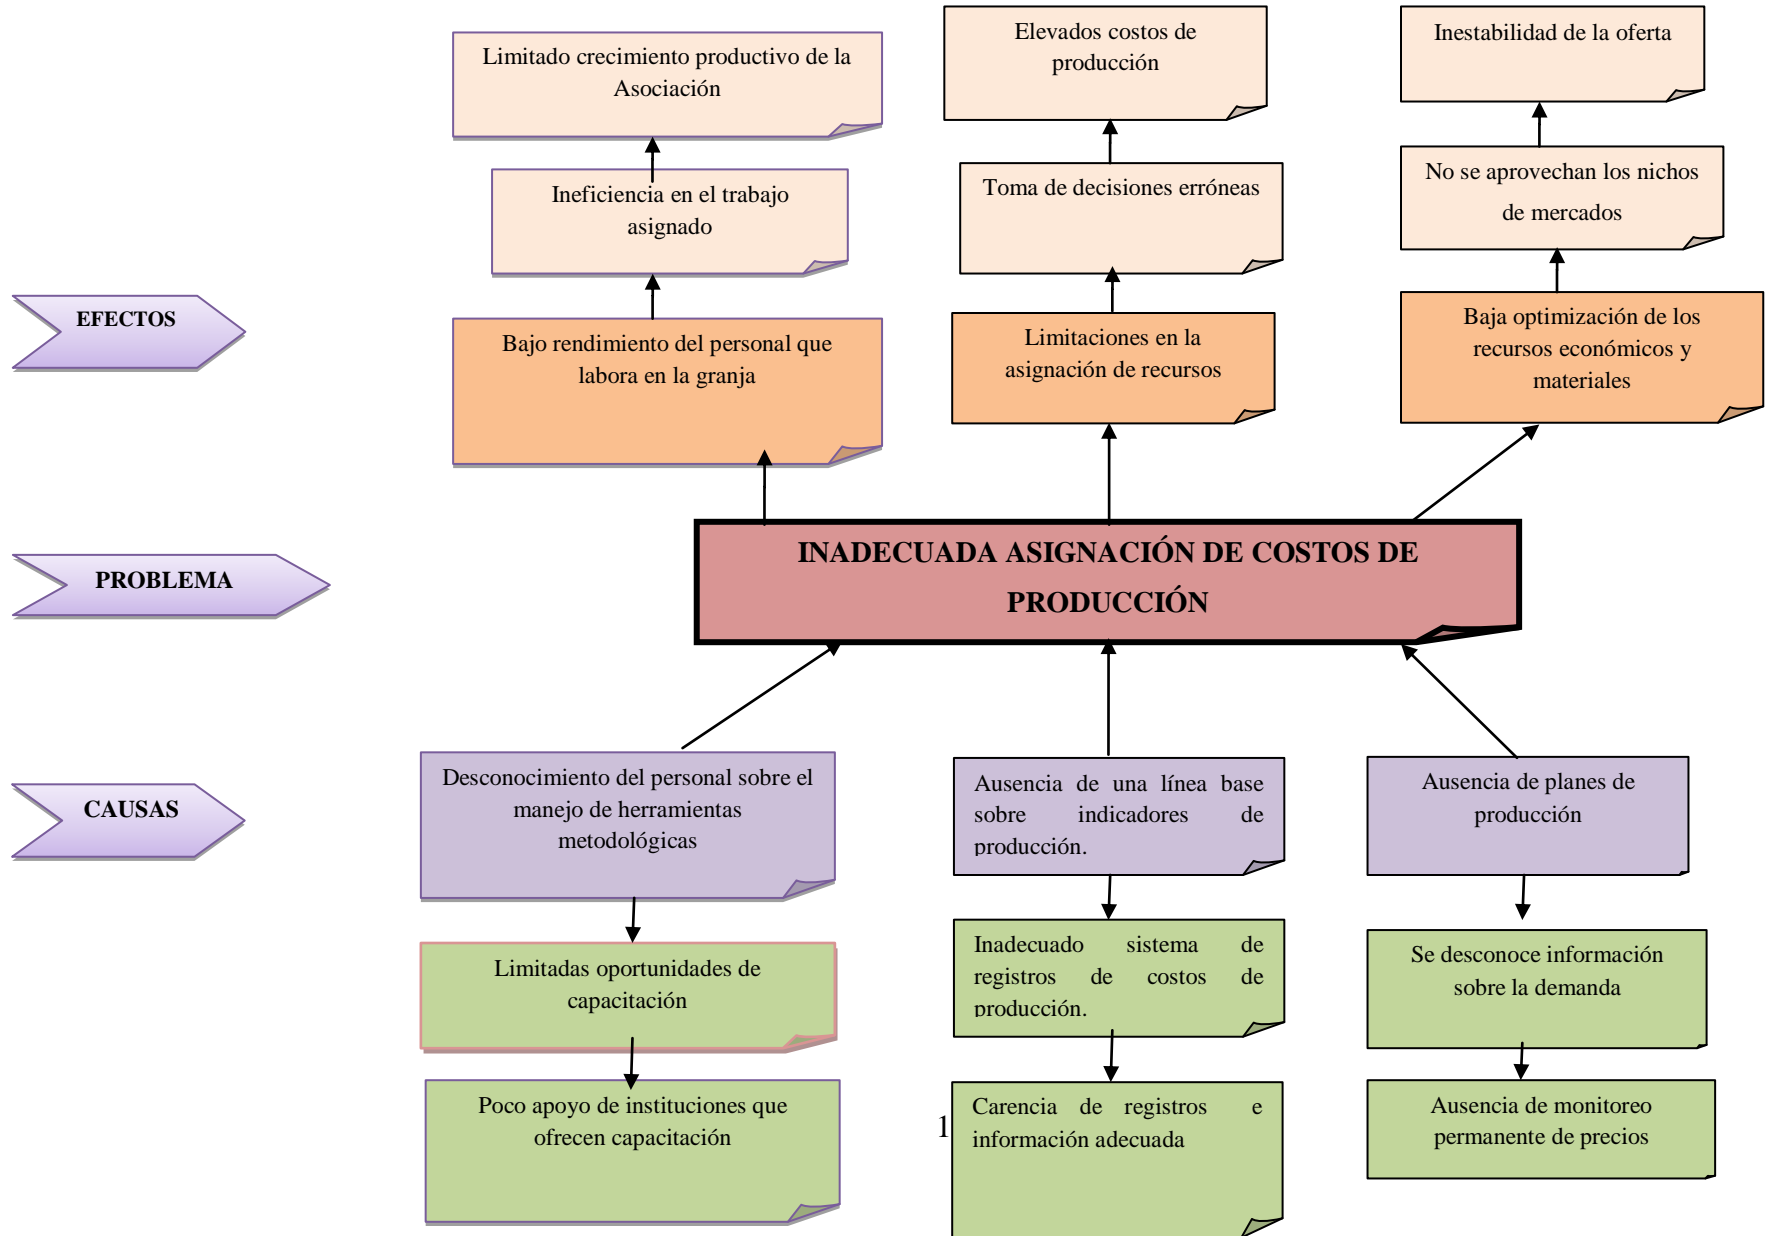 Limitado crecimiento productivo de la
Asociación
Elevados costos de
producción
Inestabilidad de la oferta
Ineficiencia en el trabajo
asignado
Toma de decisiones erróneas
No se aprovechan los nichos
de mercados
EFECTOS
Bajo rendimiento del personal que
labora en la granja
Limitaciones en la
asignación de recursos
Baja optimización de los
recursos económicos y
materiales
PROBLEMA
INADECUADA ASIGNACIÓN DE COSTOS DE
PRODUCCIÓN
CAUSAS
Desconocimiento del personal sobre el
manejo de herramientas
metodológicas
Ausencia de una línea base
sobre indicadores de
producción.
Ausencia de planes de
producción
Limitadas oportunidades de
capacitación
Inadecuado sistema de
registros de costos de
producción.
Se desconoce información
sobre la demanda
Poco apoyo de instituciones que
ofrecen capacitación
1
Carencia de registros e
información adecuada
Ausencia de monitoreo
permanente de precios